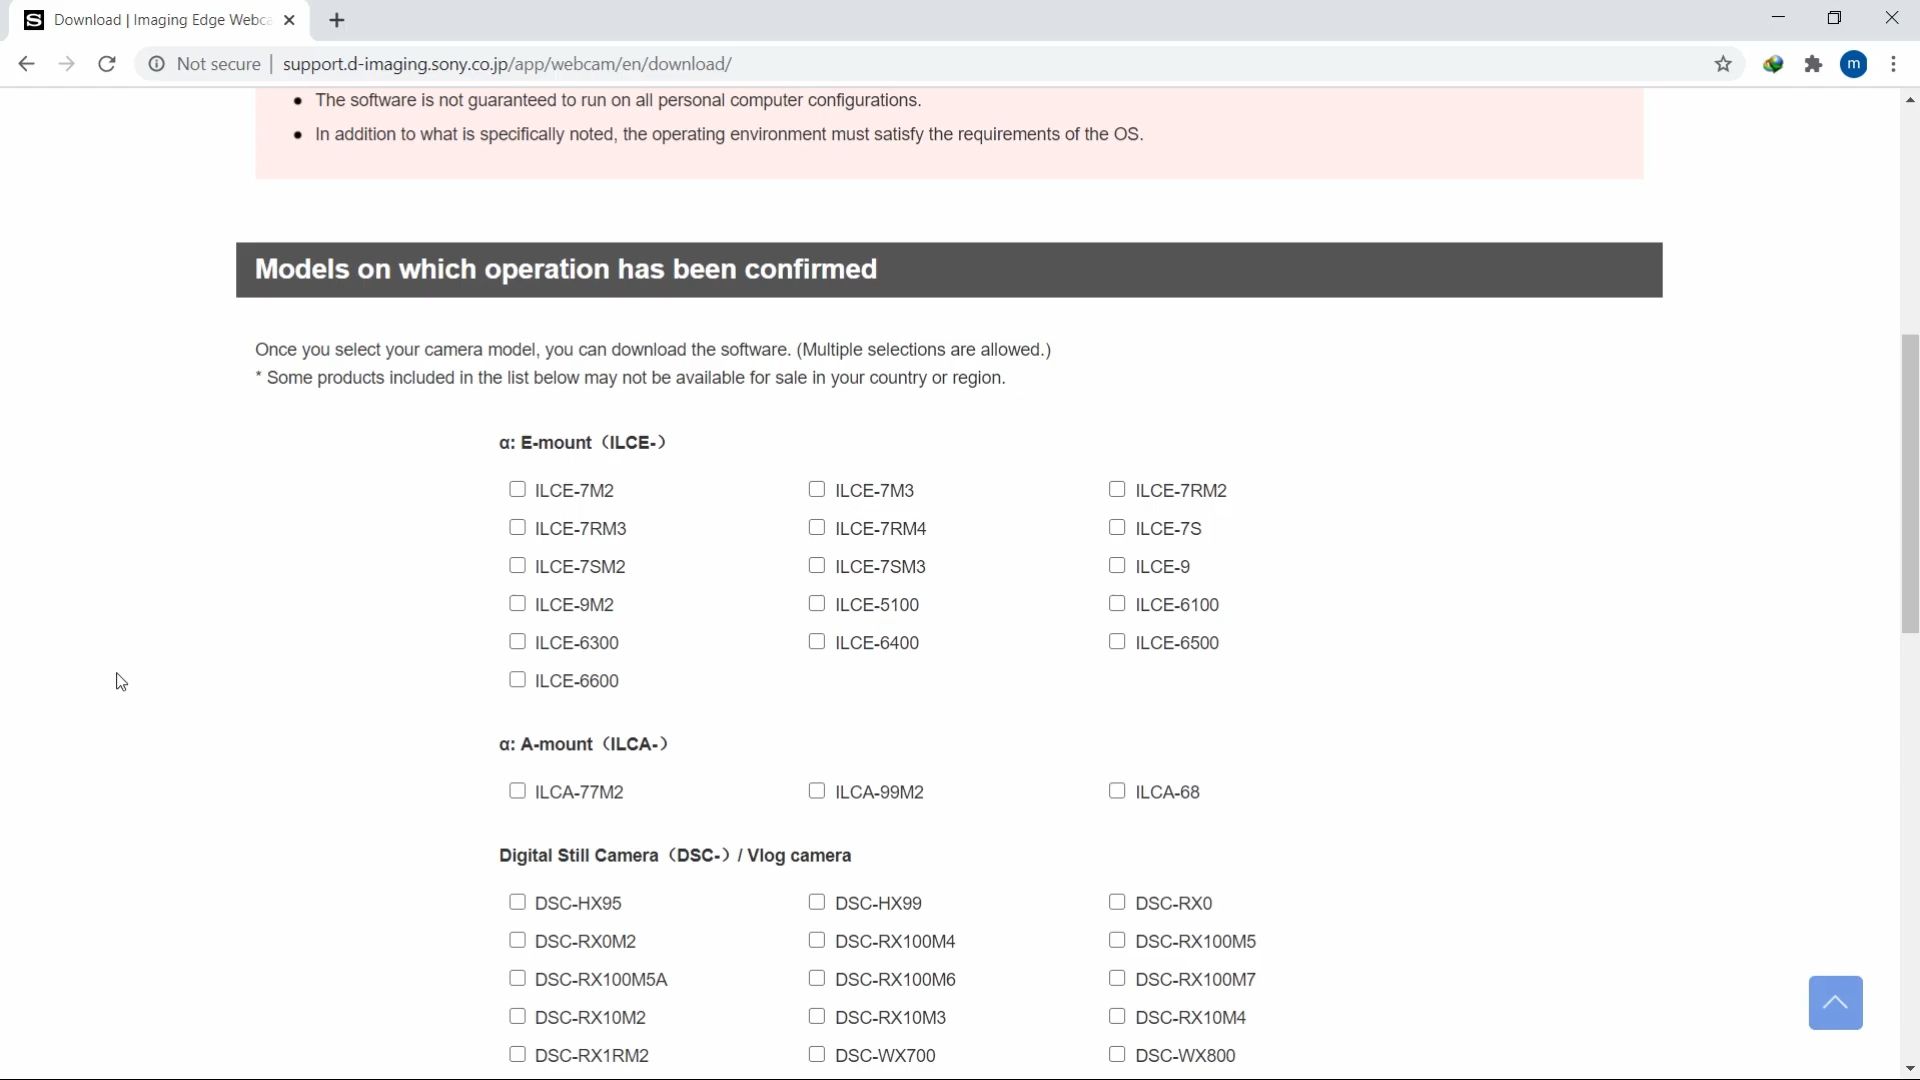 Download | Imaging Edge Webca
Not secure
support.d-imaging.sony.co.jp/app/webcam/en/download/
m
• The software is not guaranteed to run on all personal computer configurations.
• In addition to what is specifically noted, the operating environment must satisfy the requirements of the OS.
Models on which operation has been confirmed
Once you select your camera model, you can download the software. (Multiple selections are allowed.)
* Some products included in the list below may not be available for sale in your country or region.
α: E-mount（ILCE-）
ILCE-7M2 ILCE-7M3 ILCE-7RM2
ILCE-7RM3 ILCE-7RM4 ILCE-7S
ILCE-7SM2 ILCE-7SM3 ILCE-9
ILCE-9M2 ILCE-5100 ILCE-6100
ILCE-6300 ILCE-6400 ILCE-6500
ILCE-6600
α: A-mount（ILCA-）
ILCA-77M2 ILCA-99M2 ILCA-68
Digital Still Camera（DSC-）/ Vlog camera
DSC-HX95 DSC-HX99 DSC-RX0
DSC-RX0M2 DSC-RX100M4 DSC-RX100M5
DSC-RX100M5A DSC-RX100M6 DSC-RX100M7
DSC-RX10M2 DSC-RX10M3 DSC-RX10M4
DSC-RX1RM2 DSC-WX700 DSC-WX800